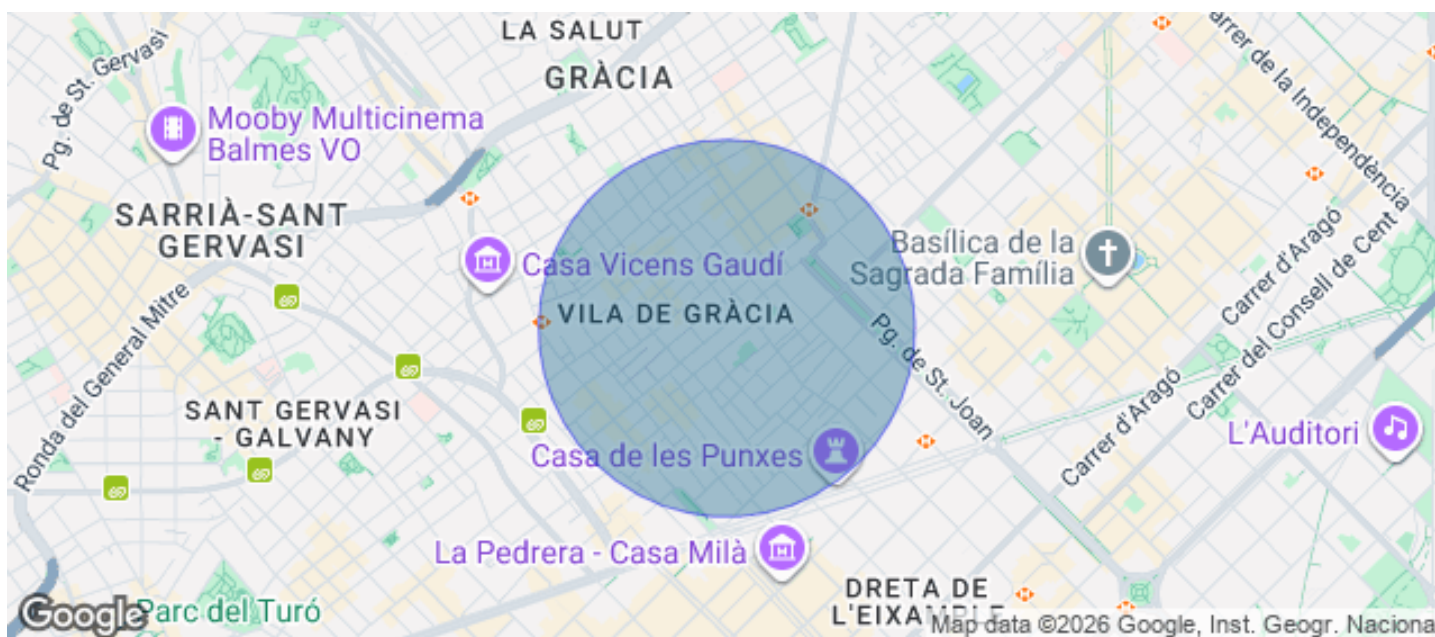 LA SALUT
GRÀCIA
Pg. de St. Gervasi
Mooby Multicinema
Balmes VO
SARRIÀ-SANT
GERVASI
Casa Vicens Gaudí
VILA DE GRÀCIA
Basílica de la
Sagrada Família
Carrer de la Independència
Carrer d'Aragó
Carrer del Consell de Cent
Pg. de St. Joan
Ronda del General Mitre
SANT GERVASI
- GALVANY
Casa de les Punxes
Carrer d'Aragó
L'Auditori
La Pedrera - Casa Milà
DRETA DE
L'EIXAMPLE
Parc del Turó
Google
Map data ©2026 Google, Inst. Geogr. Naciona